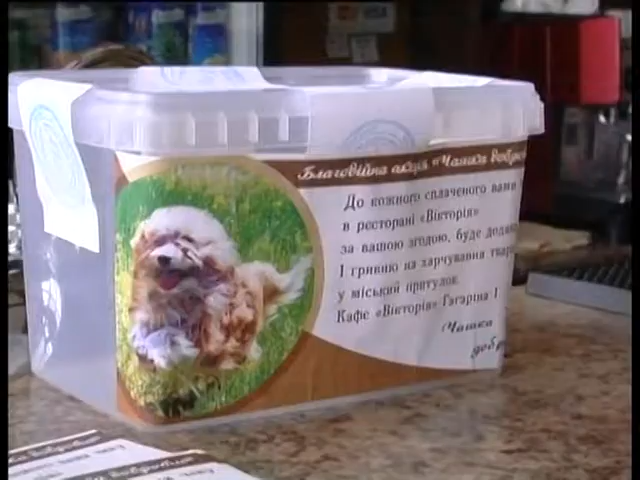 Благодійна акція «Чашка добро
До кожного сплаченого вами
в ресторані «Вікторія»
за вашою згодою, буде додан
1 гривню на харчування твар
у міський притулок.
Кафе «Вікторія» Гагаріна 1
«Чашка
добр